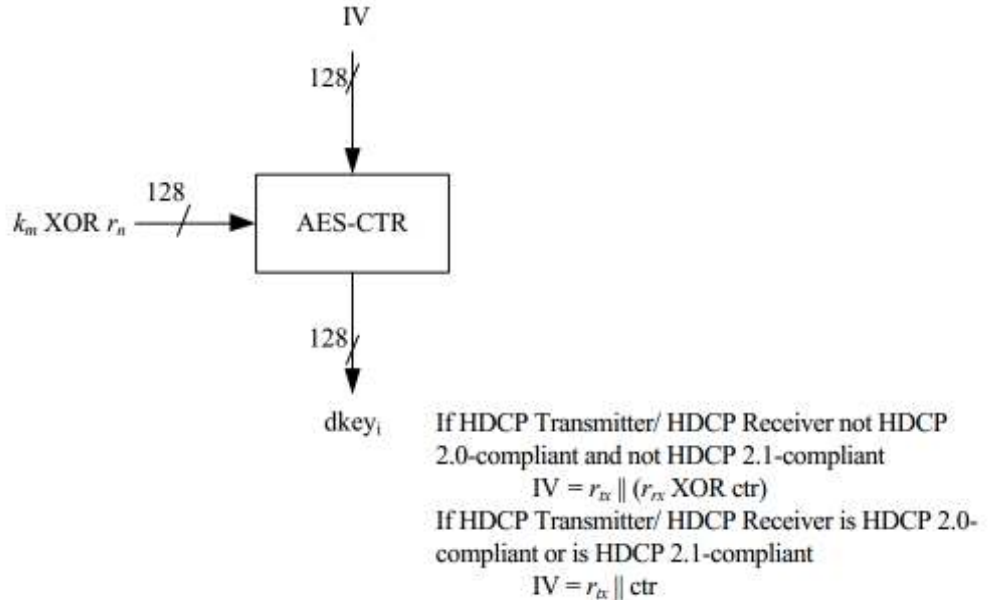 IV
128
128
k_m XOR r_n
AES-CTR
128
dkey_i
If HDCP Transmitter/ HDCP Receiver not HDCP
2.0-compliant and not HDCP 2.1-compliant
IV = r_tx || (r_rx XOR ctr)
If HDCP Transmitter/ HDCP Receiver is HDCP 2.0-
compliant or is HDCP 2.1-compliant
IV = r_tx || ctr